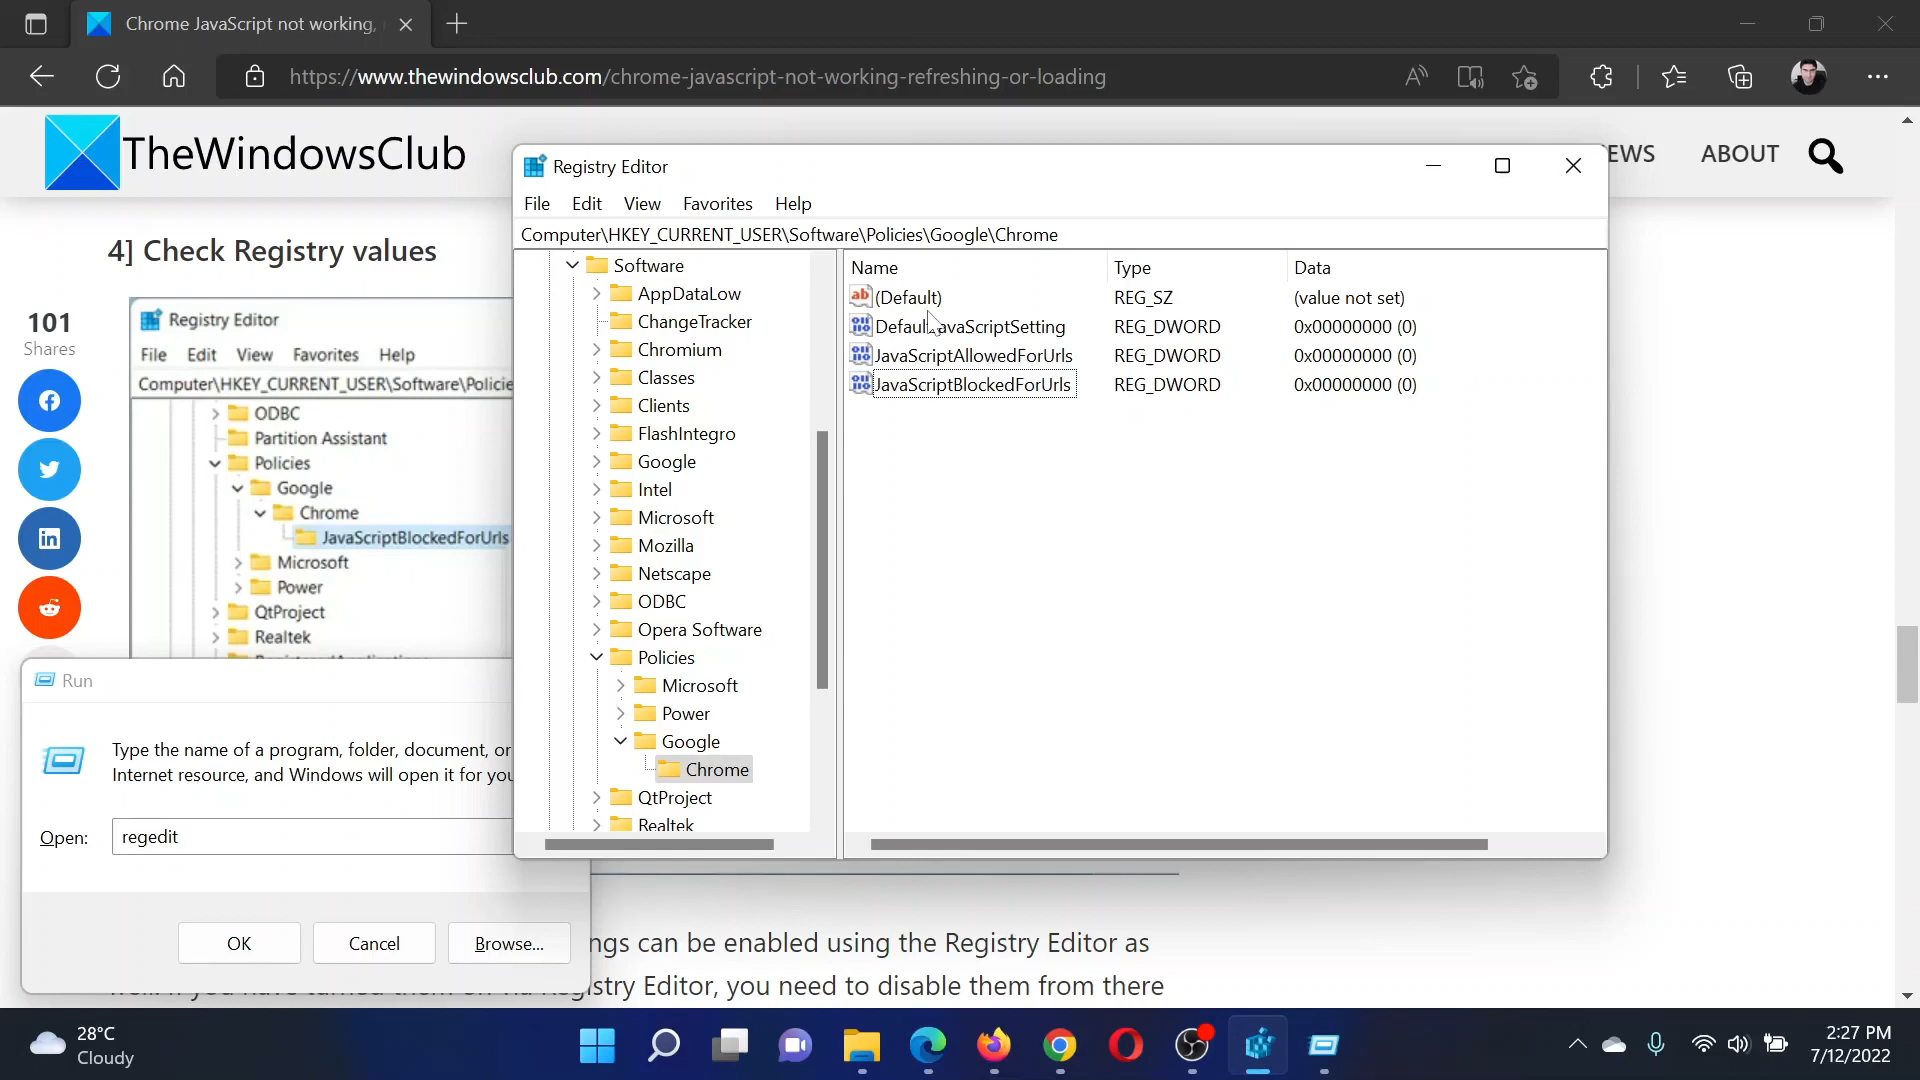 Chrome JavaScript not working,
https://www.thewindowsclub.com/chrome-javascript-not-working-refreshing-or-loading
TheWindowsClub
EWS
ABOUT
4] Check Registry values
101
Shares
Registry Editor
File Edit View Favorites Help
Computer\HKEY_CURRENT_USER\Software\Policie
ODBC
Partition Assistant
Policies
Google
Chrome
JavaScriptBlockedForUrls
Microsoft
Power
QtProject
Realtek
Registry Editor
File Edit View Favorites Help
Computer\HKEY_CURRENT_USER\Software\Policies\Google\Chrome
Software
AppDataLow
ChangeTracker
Chromium
Classes
Clients
FlashIntegro
Google
Intel
Microsoft
Mozilla
Netscape
ODBC
Opera Software
Policies
Microsoft
Power
Google
Chrome
QtProject
Realtek
Name Type Data
(Default) REG_SZ (value not set)
DefaultJavaScriptSetting REG_DWORD 0x00000000 (0)
JavaScriptAllowedForUrls REG_DWORD 0x00000000 (0)
JavaScriptBlockedForUrls REG_DWORD 0x00000000 (0)
Run
Type the name of a program, folder, document, or
Internet resource, and Windows will open it for you
Open: regedit
OK Cancel Browse...
ngs can be enabled using the Registry Editor as
stry Editor, you need to disable them from there
28°C
Cloudy
2:27 PM
7/12/2022